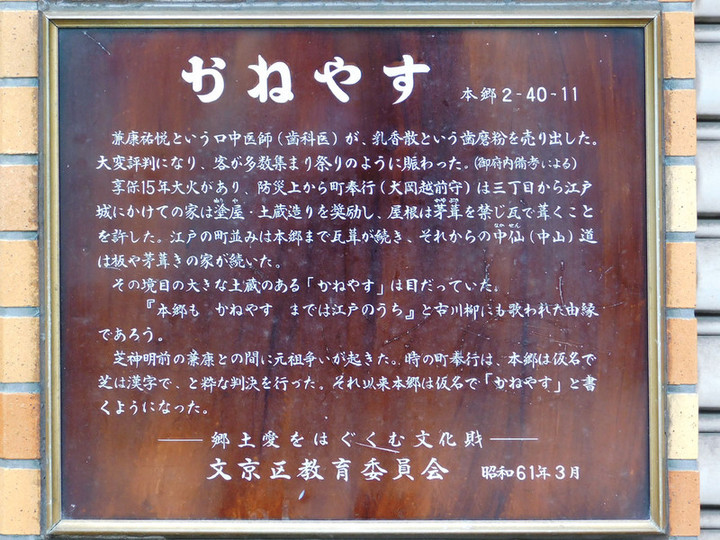 かねやす 本郷2-40-11
兼康祐悦という口中医師(歯科医)が、乳香散という歯磨粉を売り出した。
大変評判になり、客が多数集まり祭りのように賑わった。(御府内備考による)
享保15年大火があり、防災上から町奉行(大岡越前守)は三丁目から江戸
城にかけての家は塗屋・土蔵造りを奨励し、屋根は茅葺を禁じ瓦で葺くこと
を許した。江戸の町並みは本郷まで瓦葺が続き、それからの中仙(中山)道
は板や茅葺きの家が続いた。
その境目の大きな土蔵のある「かねやす」は目だっていた。
『本郷も かねやす までは江戸のうち』と古川柳にも歌われた由縁
であろう。
芝神明前の兼康との間に元祖争いが起きた。時の町奉行は、本郷は仮名で
芝は漢字で、と粋な判決を行った。それ以来本郷は仮名で「かねやす」と書
くようになった。
郷土愛をはぐくむ文化財
文京区教育委員会 昭和61年3月